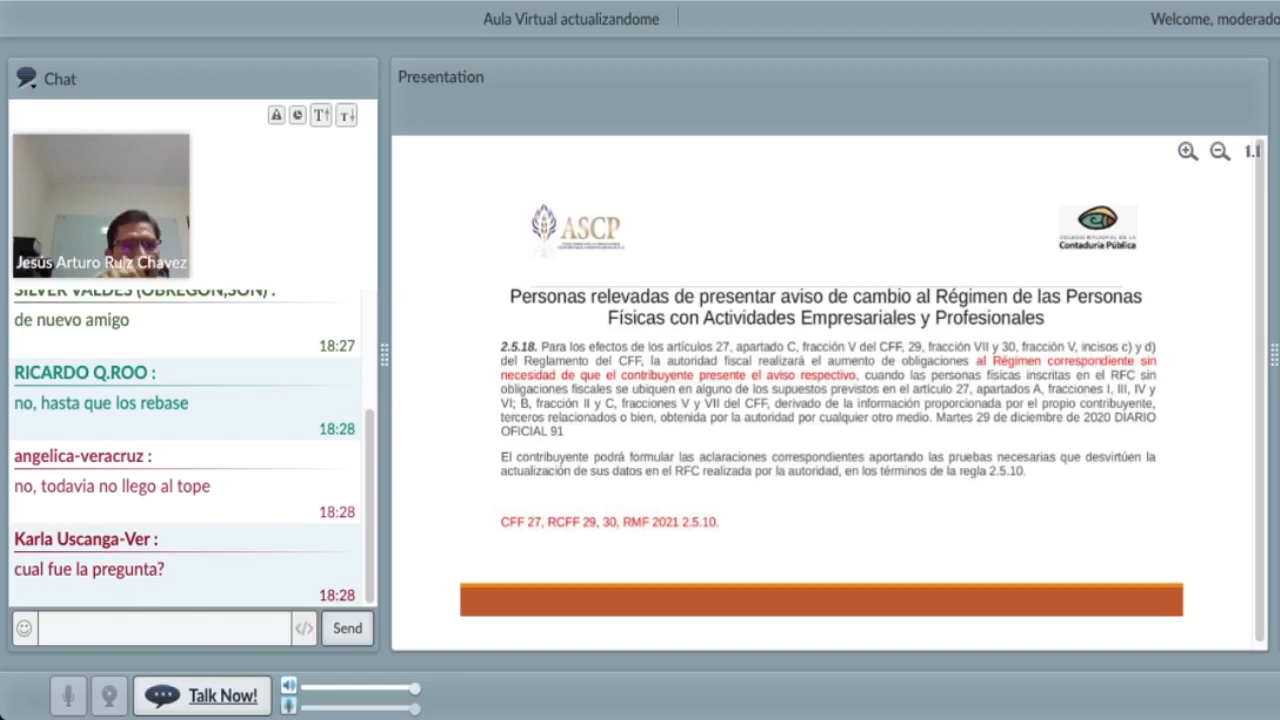 Aula Virtual actualizandome
Welcome, moderado
Chat
Presentation
Jesús Arturo Ruiz Chavez
SILVER VALDES (OBREGON,SON) :
de nuevo amigo
18:27
RICARDO Q.ROO :
no, hasta que los rebase
18:28
angelica-veracruz :
no, todavia no llego al tope
18:28
Karla Uscanga-Ver :
cual fue la pregunta?
18:28
Send
Talk Now!
1:1
ASCP
Contaduría Pública
Personas relevadas de presentar aviso de cambio al Régimen de las Personas
Físicas con Actividades Empresariales y Profesionales
2.5.18. Para los efectos de los artículos 27, apartado C, fracción V del CFF, 29, fracción VII y 30, fracción V, incisos c) y d)
del Reglamento del CFF, la autoridad fiscal realizará el aumento de obligaciones al Régimen correspondiente sin
necesidad de que el contribuyente presente el aviso respectivo, cuando las personas físicas inscritas en el RFC sin
obligaciones fiscales se ubiquen en alguno de los supuestos previstos en el artículo 27, apartados A, fracciones I, III, IV y
VI; B, fracción II y C, fracciones V y VII del CFF, derivado de la información proporcionada por el propio contribuyente,
terceros relacionados o bien, obtenida por la autoridad por cualquier otro medio. Martes 29 de diciembre de 2020 DIARIO
OFICIAL 91
El contribuyente podrá formular las aclaraciones correspondientes aportando las pruebas necesarias que desvirtúen la
actualización de sus datos en el RFC realizada por la autoridad, en los términos de la regla 2.5.10.
CFF 27, RCFF 29, 30, RMF 2021 2.5.10.